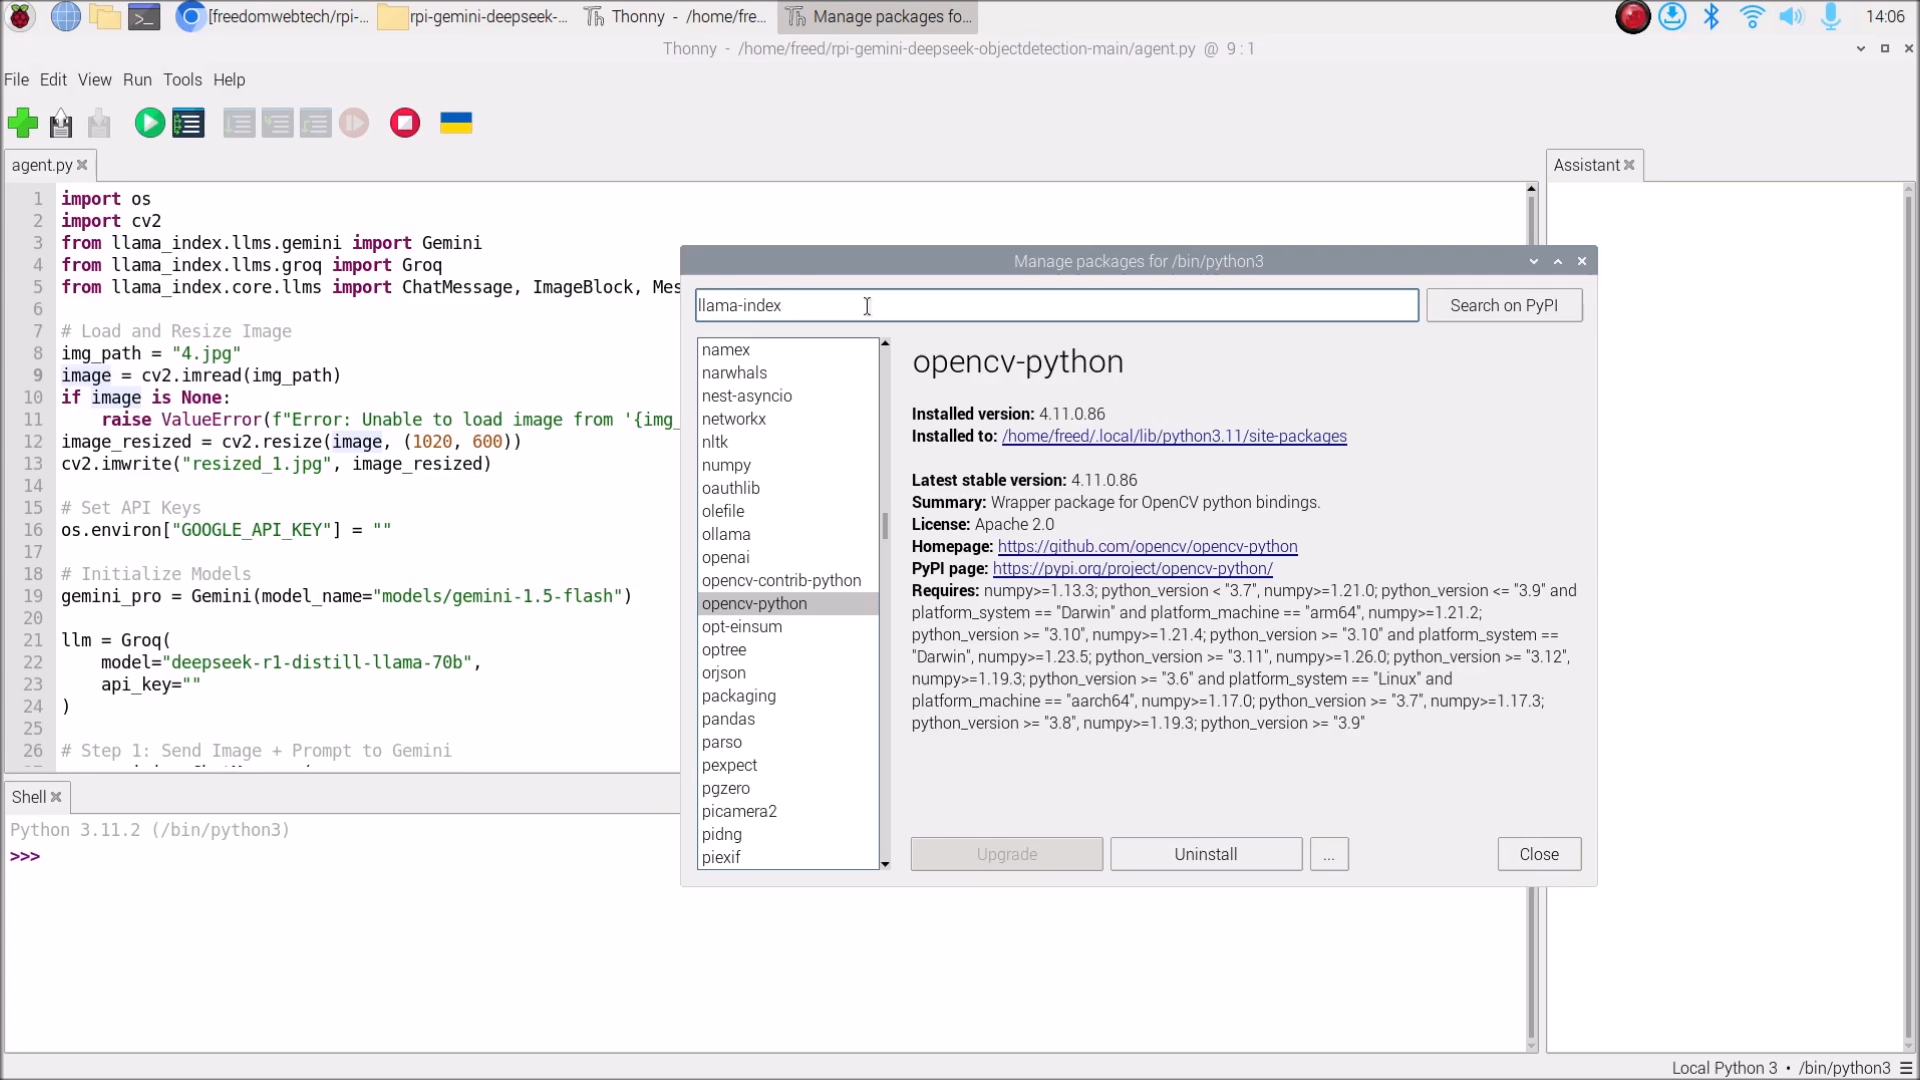 [freedomwebtech/rpi-...
rpi-gemini-deepseek-...
Thonny - /home/fre...
Manage packages fo...
14:06
Thonny - /home/freed/rpi-gemini-deepseek-objectdetection-main/agent.py @ 9:1
File Edit View Run Tools Help
agent.py
Assistant
1 import os
2 import cv2
3 from llama_index.llms.gemini import Gemini
4 from llama_index.llms.groq import Groq
5 from llama_index.core.llms import ChatMessage, ImageBlock, Mes
6
7 # Load and Resize Image
8 img_path = "4.jpg"
9 image = cv2.imread(img_path)
10 if image is None:
11 raise ValueError(f"Error: Unable to load image from '{img_
12 image_resized = cv2.resize(image, (1020, 600))
13 cv2.imwrite("resized_1.jpg", image_resized)
14
15 # Set API Keys
16 os.environ["GOOGLE_API_KEY"] = ""
17
18 # Initialize Models
19 gemini_pro = Gemini(model_name="models/gemini-1.5-flash")
20
21 llm = Groq(
22 model="deepseek-r1-distill-llama-70b",
23 api_key=""
24 )
25
26 # Step 1: Send Image + Prompt to Gemini
Shell
Python 3.11.2 (/bin/python3)
>>>
Manage packages for /bin/python3
llama-index
Search on PyPI
namex
narwhals
nest-asyncio
networkx
nltk
numpy
oauthlib
olefile
ollama
openai
opencv-contrib-python
opencv-python
opt-einsum
optree
orjson
packaging
pandas
parso
pexpect
pgzero
picamera2
pidng
piexif
opencv-python
Installed version: 4.11.0.86
Installed to: /home/freed/.local/lib/python3.11/site-packages
Latest stable version: 4.11.0.86
Summary: Wrapper package for OpenCV python bindings.
License: Apache 2.0
Homepage: https://github.com/opencv/opencv-python
PyPI page: https://pypi.org/project/opencv-python/
Requires: numpy>=1.13.3; python_version < "3.7", numpy>=1.21.0; python_version <= "3.9" and
platform_system == "Darwin" and platform_machine == "arm64", numpy>=1.21.2;
python_version >= "3.10", numpy>=1.21.4; python_version >= "3.10" and platform_system ==
"Darwin", numpy>=1.23.5; python_version >= "3.11", numpy>=1.26.0; python_version >= "3.12",
numpy>=1.19.3; python_version >= "3.6" and platform_system == "Linux" and
platform_machine == "aarch64", numpy>=1.17.0; python_version >= "3.7", numpy>=1.17.3;
python_version >= "3.8", numpy>=1.19.3; python_version >= "3.9"
Upgrade
Uninstall
...
Close
Local Python 3 • /bin/python3